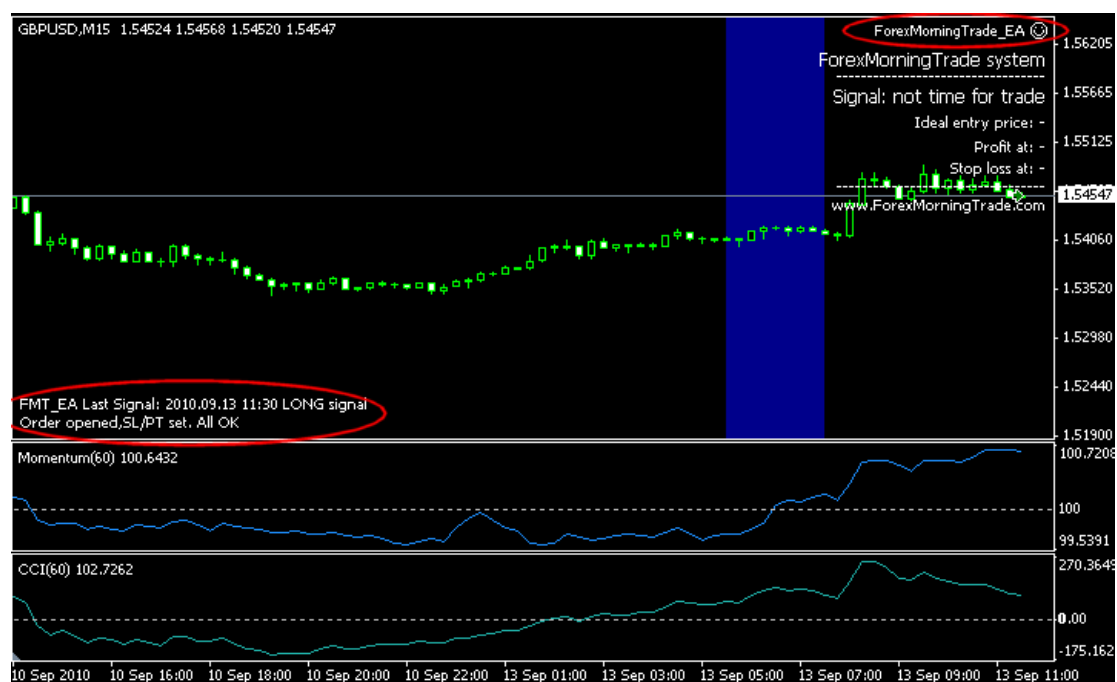 GBPUSD,M15 1.54524 1.54568 1.54520 1.54547
ForexMorningTrade_EA
ForexMorningTrade system
Signal: not time for trade
Ideal entry price: -
Profit at: -
Stop loss at: -
www.ForexMorningTrade.com
1.56205
1.55665
1.55125
1.54547
1.54060
1.53520
1.52980
1.52440
1.51900
FMT_EA Last Signal: 2010.09.13 11:30 LONG signal
Order opened,SL/PT set. All OK
Momentum(60) 100.6432
100.7208
100
99.5391
CCI(60) 102.7262
270.3649
0.00
-175.162
10 Sep 2010 10 Sep 16:00 10 Sep 18:00 10 Sep 20:00 10 Sep 22:00 13 Sep 01:00 13 Sep 03:00 13 Sep 05:00 13 Sep 07:00 13 Sep 09:00 13 Sep 11:00